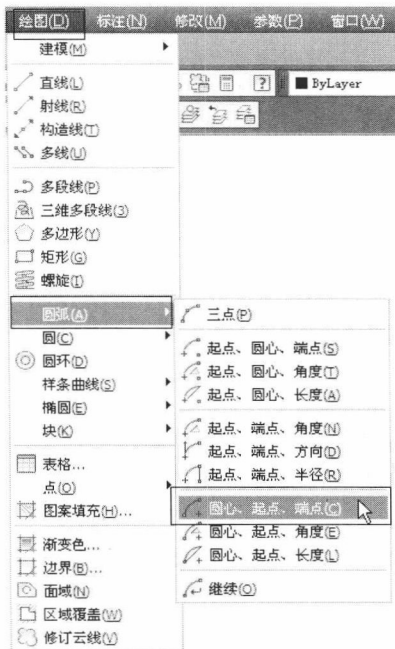 绘图(D) 标注(N) 修改(M) 参数(P) 窗口(W)
建模(M)
ByLayer
直线(L)
射线(R)
构造线(T)
多线(U)
多段线(P)
三维多段线(3)
多边形(Y)
矩形(G)
螺旋(I)
圆弧(A)
圆(C)
圆环(D)
样条曲线(S)
椭圆(E)
块(K)
表格...
点(O)
图案填充(H)...
渐变色...
边界(B)...
面域(N)
区域覆盖(W)
修订云线(V)
三点(P)
起点、圆心、端点(S)
起点、圆心、角度(T)
起点、圆心、长度(A)
起点、端点、角度(N)
起点、端点、方向(D)
起点、端点、半径(R)
圆心、起点、端点(C)
圆心、起点、角度(E)
圆心、起点、长度(L)
继续(O)